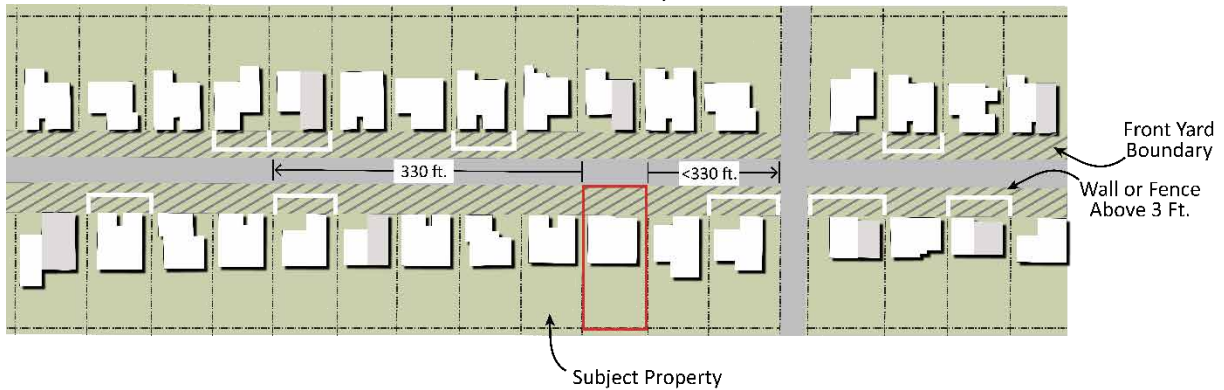 330 ft.
<330 ft.
Front Yard
Boundary
Wall or Fence
Above 3 Ft.
Subject Property